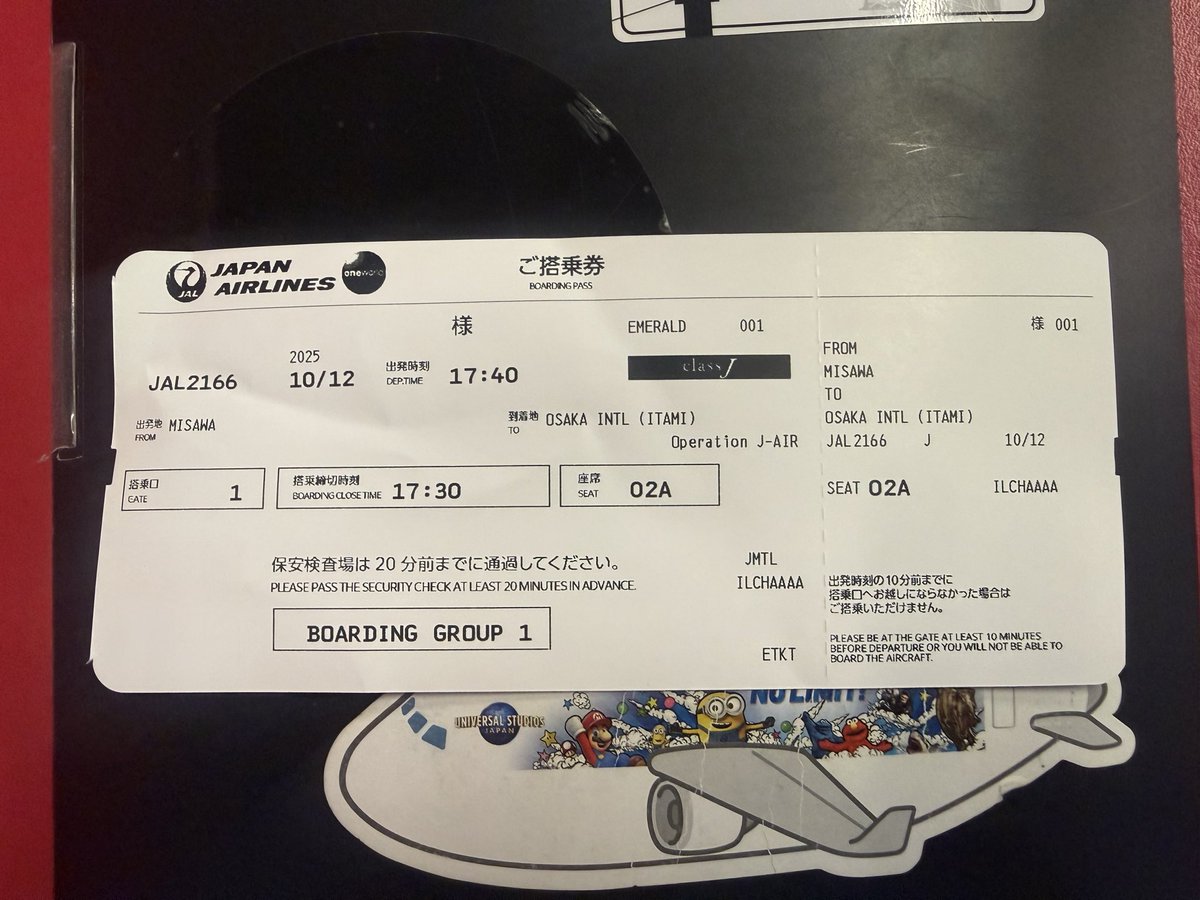 JAL
JAPAN
AIRLINES
oneworld
ご搭乗券
BOARDING PASS
様
EMERALD 001
JAL2166
2025
10/12
出発時刻
DEP.TIME
17:40
class J
出発地
FROM
MISAWA
到着地
TO
OSAKA INTL (ITAMI)
Operation J-AIR
搭乗口
GATE
1
搭乗締切時刻
BOARDING CLOSE TIME
17:30
座席
SEAT
02A
保安検査場は20分前までに通過してください。
PLEASE PASS THE SECURITY CHECK AT LEAST 20 MINUTES IN ADVANCE.
JMTL
ILCHAAAA
BOARDING GROUP 1
ETKT
様 001
FROM
MISAWA
TO
OSAKA INTL (ITAMI)
JAL2166 J 10/12
SEAT 02A ILCHAAAA
出発時刻の10分前までに
搭乗口へお越しにならなかった場合は
ご搭乗いただけません。
PLEASE BE AT THE GATE AT LEAST 10 MINUTES
BEFORE DEPARTURE OR YOU WILL NOT BE ABLE TO
BOARD THE AIRCRAFT.
UNIVERSAL STUDIOS
JAPAN
NO LIMIT!